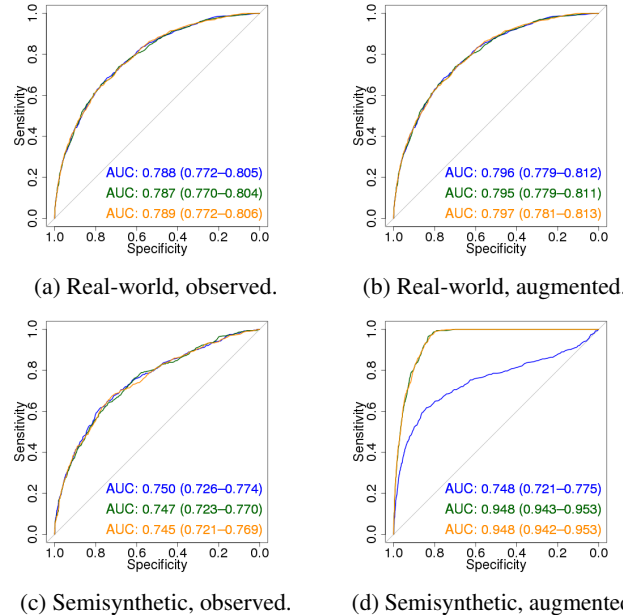 1.0
0.8
0.6
0.4
0.2
0.0
Sensitivity
AUC: 0.788 (0.772–0.805)
AUC: 0.787 (0.770–0.804)
AUC: 0.789 (0.772–0.806)
1.0 0.8 0.6 0.4 0.2 0.0
Specificity
(a) Real-world, observed.
1.0
0.8
0.6
0.4
0.2
0.0
Sensitivity
AUC: 0.796 (0.779–0.812)
AUC: 0.795 (0.779–0.811)
AUC: 0.797 (0.781–0.813)
1.0 0.8 0.6 0.4 0.2 0.0
Specificity
(b) Real-world, augmented.
1.0
0.8
0.6
0.4
0.2
0.0
Sensitivity
AUC: 0.750 (0.726–0.774)
AUC: 0.747 (0.723–0.770)
AUC: 0.745 (0.721–0.769)
1.0 0.8 0.6 0.4 0.2 0.0
Specificity
(c) Semisynthetic, observed.
1.0
0.8
0.6
0.4
0.2
0.0
Sensitivity
AUC: 0.748 (0.721–0.775)
AUC: 0.948 (0.943–0.953)
AUC: 0.948 (0.942–0.953)
1.0 0.8 0.6 0.4 0.2 0.0
Specificity
(d) Semisynthetic, augmented